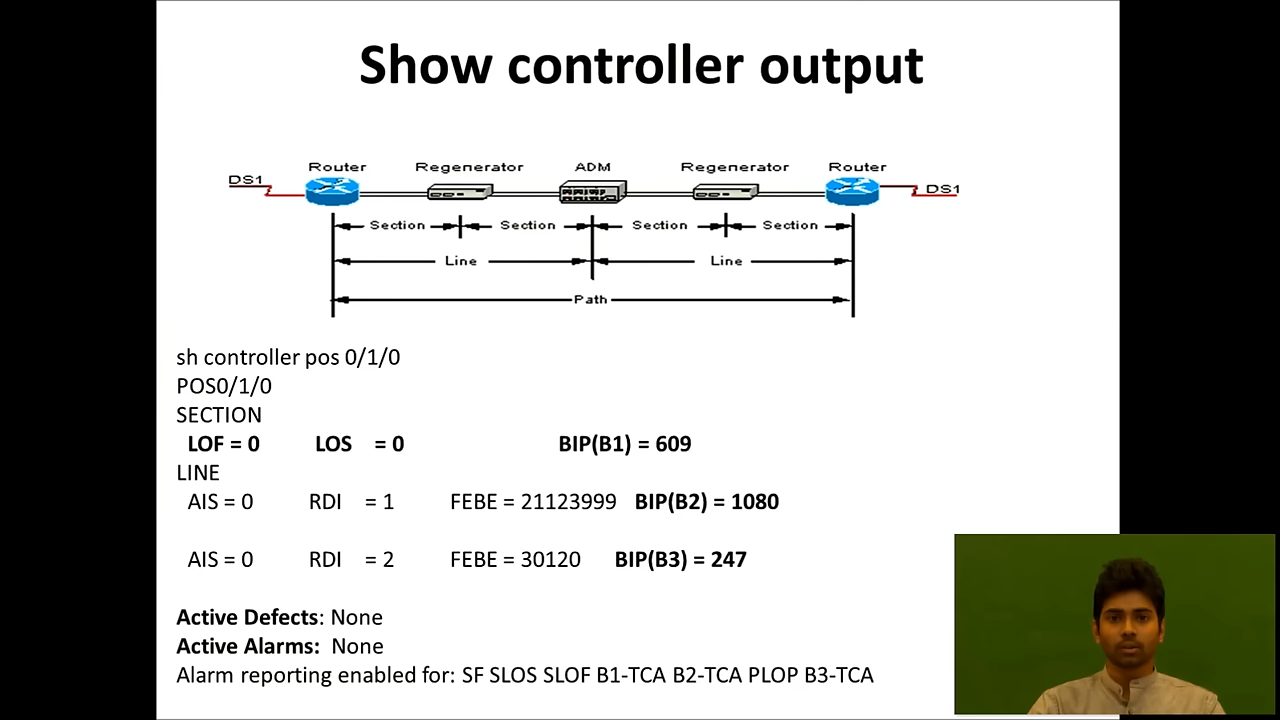 Show controller output
Router Regenerator ADM Regenerator Router
DS1 DS1
Section Section Section Section
Line Line
Path
sh controller pos 0/1/0
POS0/1/0
SECTION
LOF = 0 LOS = 0 BIP(B1) = 609
LINE
AIS = 0 RDI = 1 FEBE = 21123999 BIP(B2) = 1080
AIS = 0 RDI = 2 FEBE = 30120 BIP(B3) = 247
Active Defects: None
Active Alarms: None
Alarm reporting enabled for: SF SLOS SLOF B1-TCA B2-TCA PLOP B3-TCA